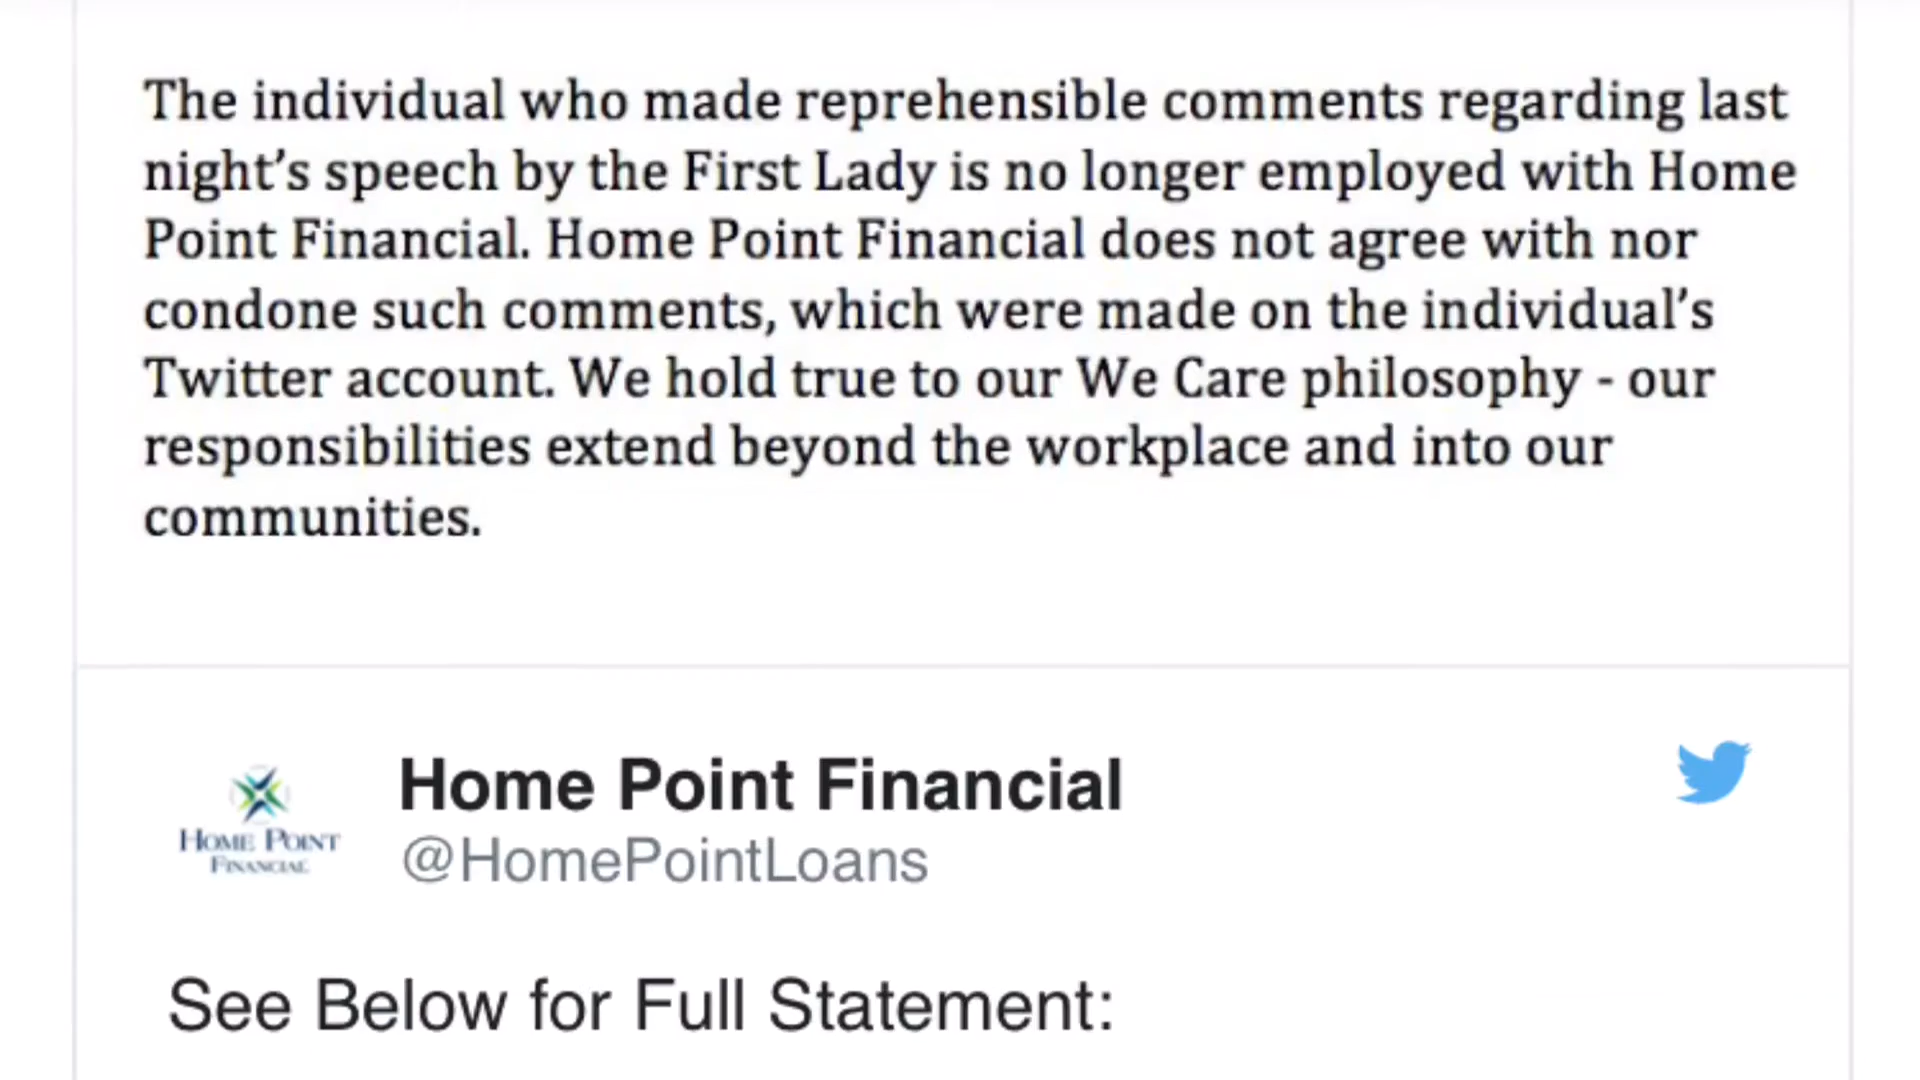 The individual who made reprehensible comments regarding last
night’s speech by the First Lady is no longer employed with Home
Point Financial. Home Point Financial does not agree with nor
condone such comments, which were made on the individual’s
Twitter account. We hold true to our We Care philosophy - our
responsibilities extend beyond the workplace and into our
communities.
Home Point Financial
@HomePointLoans
HOME POINT
FINANCIAL
See Below for Full Statement: